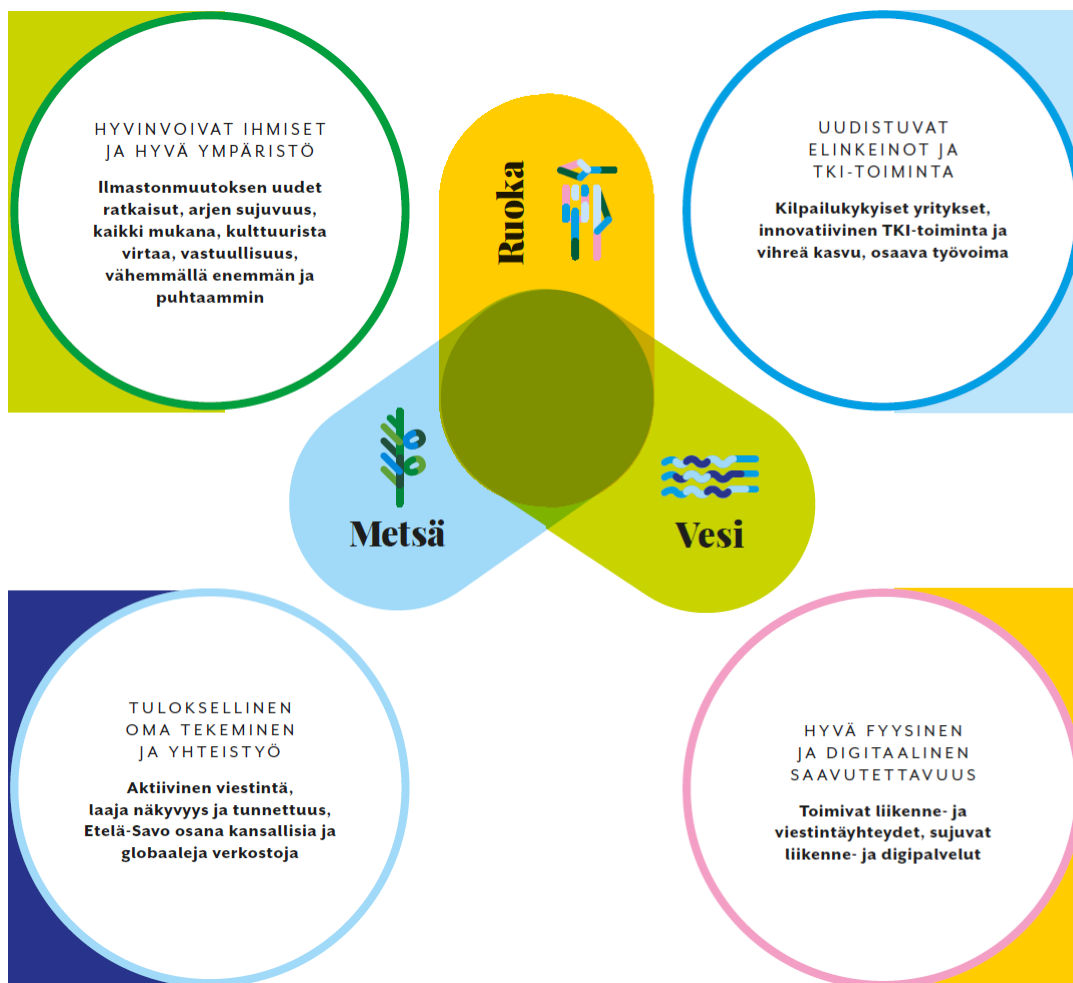 HYVINVOIVAT IHMISET
JA HYVÄ YMPÄRISTÖ
Ilmastonmuutoksen uudet
ratkaisut, arjen sujuvuus,
kaikki mukana, kulttuurista
virtaa, vastuullisuus,
vähemmällä enemmän ja
puhtaammin
Ruoka
UUDISTUVAT
ELINKEINOT JA
TKI-TOIMINTA
Kilpailukykyiset yritykset,
innovatiivinen TKI-toiminta ja
vihreä kasvu, osaava työvoima
Metsä
Vesi
TULOKSELLINEN
OMA TEKEMINEN
JA YHTEISTYÖ
Aktiivinen viestintä,
laaja näkyvyys ja tunnettuus,
Etelä-Savo osana kansallisia ja
globaaleja verkostoja
HYVÄ FYYSINEN
JA DIGITAALINEN
SAAVUTETTAVUUS
Toimivat liikenne- ja
viestintäyhteydet, sujuvat
liikenne- ja digipalvelut